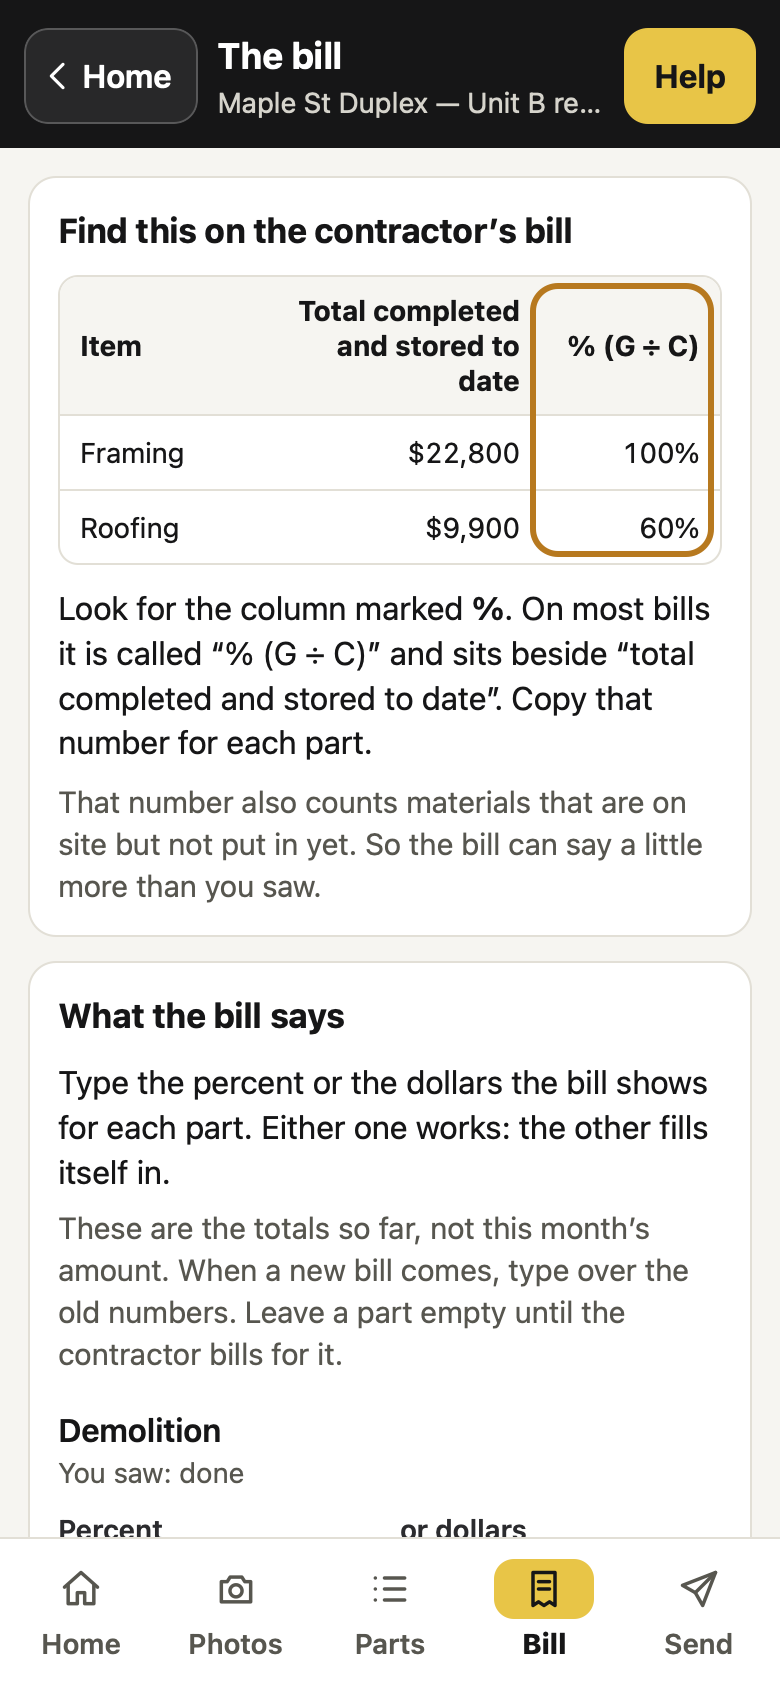 Home
The bill
Maple St Duplex — Unit B re...
Help
Find this on the contractor’s bill
Item
Total completed
and stored to
date
% (G ÷ C)
Framing
$22,800
100%
Roofing
$9,900
60%
Look for the column marked %. On most bills
it is called “% (G ÷ C)” and sits beside “total
completed and stored to date”. Copy that
number for each part.
That number also counts materials that are on
site but not put in yet. So the bill can say a little
more than you saw.
What the bill says
Type the percent or the dollars the bill shows
for each part. Either one works: the other fills
itself in.
These are the totals so far, not this month’s
amount. When a new bill comes, type over the
old numbers. Leave a part empty until the
contractor bills for it.
Demolition
You saw: done
Percent
or dollars
Home
Photos
Parts
Bill
Send